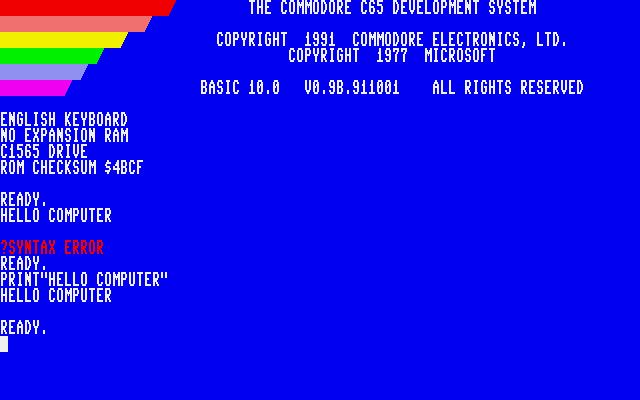 THE COMMODORE C65 DEVELOPMENT SYSTEM
COPYRIGHT  1991  COMMODORE ELECTRONICS, LTD.
COPYRIGHT  1977  MICROSOFT
BASIC 10.0   V0.9B.911001    ALL RIGHTS RESERVED
ENGLISH KEYBOARD
NO EXPANSION RAM
C1565 DRIVE
ROM CHECKSUM $4BCF
READY.
HELLO COMPUTER
?SYNTAX ERROR
READY.
PRINT"HELLO COMPUTER"
HELLO COMPUTER
READY.